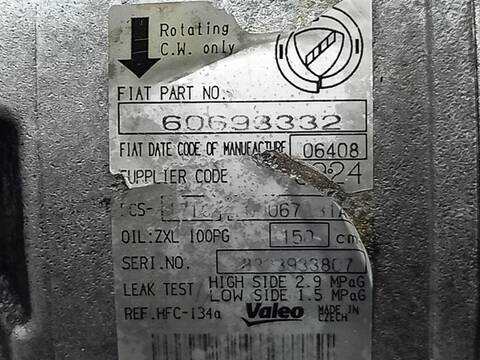 Rotating
C.W. only
FIAT PART NO.
60693332
FIAT DATE CODE OF MANUFACTURE 06408
SUPPLIER CODE
OIL:ZXL 100PG 150 cm
SERI.NO.
LEAK TEST HIGH SIDE 2.9 MPaG
LOW SIDE 1.5 MPaG
REF.HFC-134a Valeo MADE IN CZECH